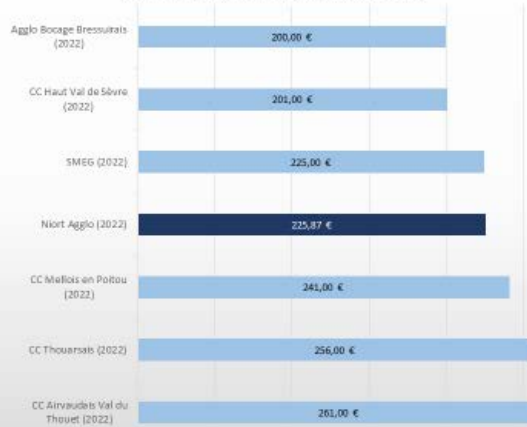 Agglo Bocage Bressuirais
(2022)
200,00 €
CC Haut Val de Sèvre
(2022)
201,00 €
SMEG (2022)
225,00 €
Niort Agglo (2022)
225,87 €
CC Mellois en Poitou
(2022)
241,00 €
CC Thouarsais (2022)
256,00 €
CC Airvaudais Val du
Thouet (2022)
261,00 €